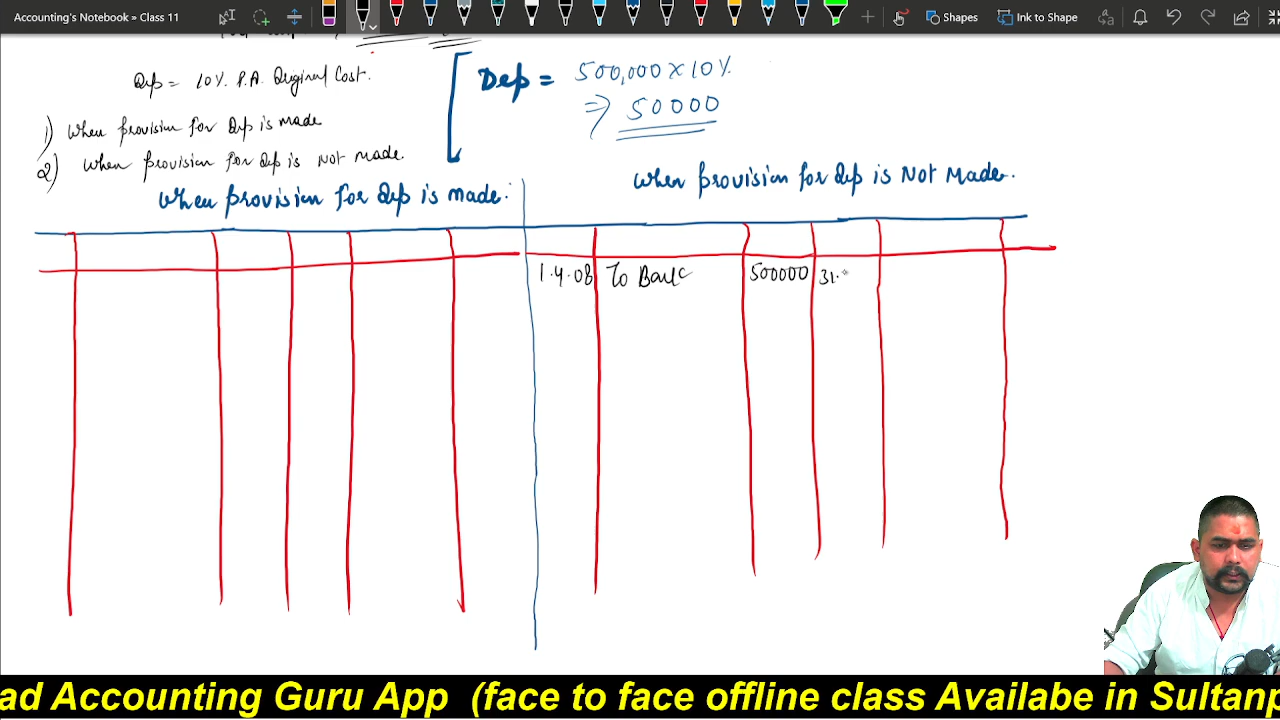 Accounting's Notebook » Class 11
Shapes
Ink to Shape
Dep = 10% P.A. Original Cost.
1) When provision for Dep is made
2) When provision for Dep is Not made.
Dep = 500,000 x 10%
⇒ 50000
When provision for Dep is made:
When provision for Dep is Not Made.
1.4.08 To Bank 500000 31.
ad Accounting Guru App (face to face offline class Availabe in Sultanp